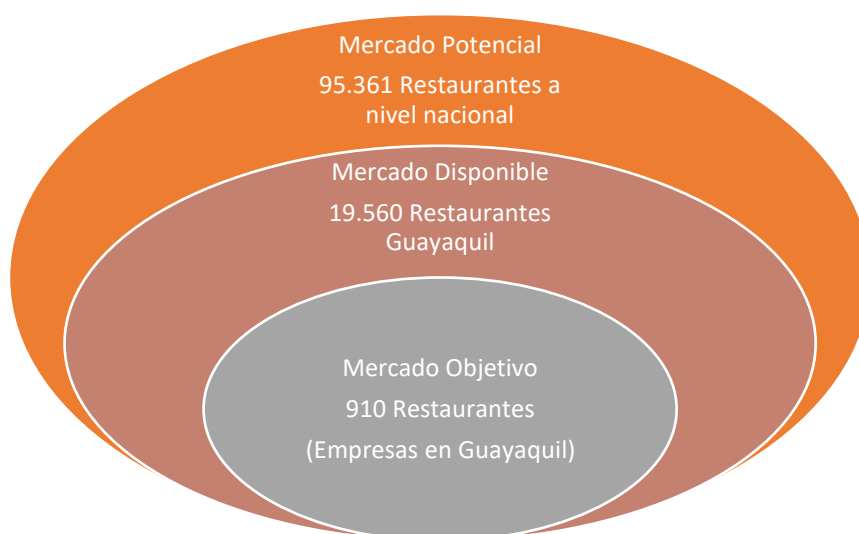 Mercado Potencial
95.361 Restaurantes a
nivel nacional
Mercado Disponible
19.560 Restaurantes
Guayaquil
Mercado Objetivo
910 Restaurantes
(Empresas en Guayaquil)